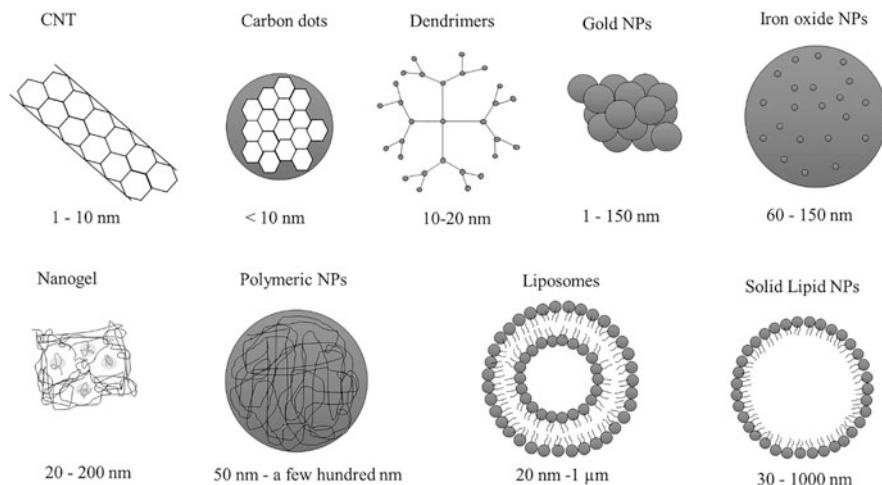 CNT
Carbon dots
Dendrimers
Gold NPs
Iron oxide NPs
1 - 10 nm
< 10 nm
10-20 nm
1 - 150 nm
60 - 150 nm
Nanogel
Polymeric NPs
Liposomes
Solid Lipid NPs
20 - 200 nm
50 nm - a few hundred nm
20 nm -1 µm
30 - 1000 nm